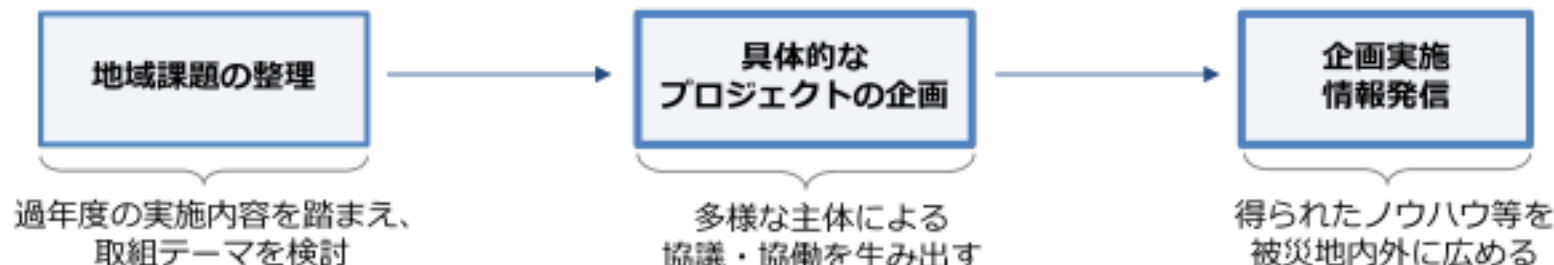 地域課題の整理
過年度の実施内容を踏まえ、
取組テーマを検討
具体的な
プロジェクトの企画
多様な主体による
協議・協働を生み出す
企画実施
情報発信
得られたノウハウ等を
被災地内外に広める